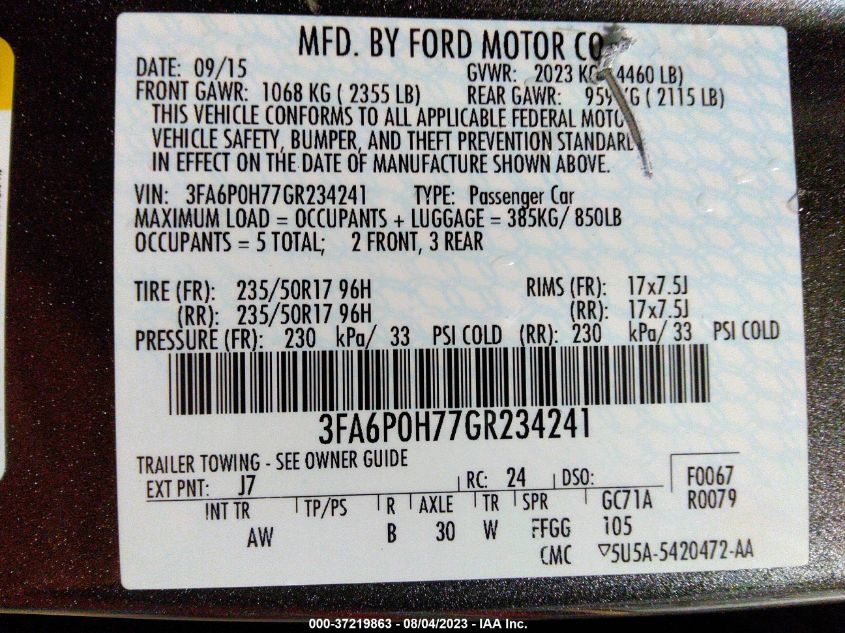 MFD. BY FORD MOTOR CO
DATE: 09/15 GVWR: 2023 KG ( 4460 LB)
FRONT GAWR: 1068 KG ( 2355 LB) REAR GAWR: 959 KG ( 2115 LB)
THIS VEHICLE CONFORMS TO ALL APPLICABLE FEDERAL MOTO
VEHICLE SAFETY, BUMPER, AND THEFT PREVENTION STANDARD
IN EFFECT ON THE DATE OF MANUFACTURE SHOWN ABOVE.
VIN: 3FA6P0H77GR234241 TYPE: Passenger Car
MAXIMUM LOAD = OCCUPANTS + LUGGAGE = 385KG/ 850LB
OCCUPANTS = 5 TOTAL; 2 FRONT, 3 REAR
TIRE (FR): 235/50R17 96H RIMS (FR): 17x7.5J
(RR): 235/50R17 96H (RR): 17x7.5J
PRESSURE (FR): 230 kPa/ 33 PSI COLD (RR): 230 kPa/ 33 PSI COLD
3FA6P0H77GR234241
TRAILER TOWING - SEE OWNER GUIDE
EXT PNT: J7 RC: 24 DSO: F0067
INT TR TP/PS R AXLE TR SPR GC71A R0079
AW B 30 W FFGG 105
CMC ▽5U5A-5420472-AA
000-37219863 - 08/04/2023 - IAA Inc.